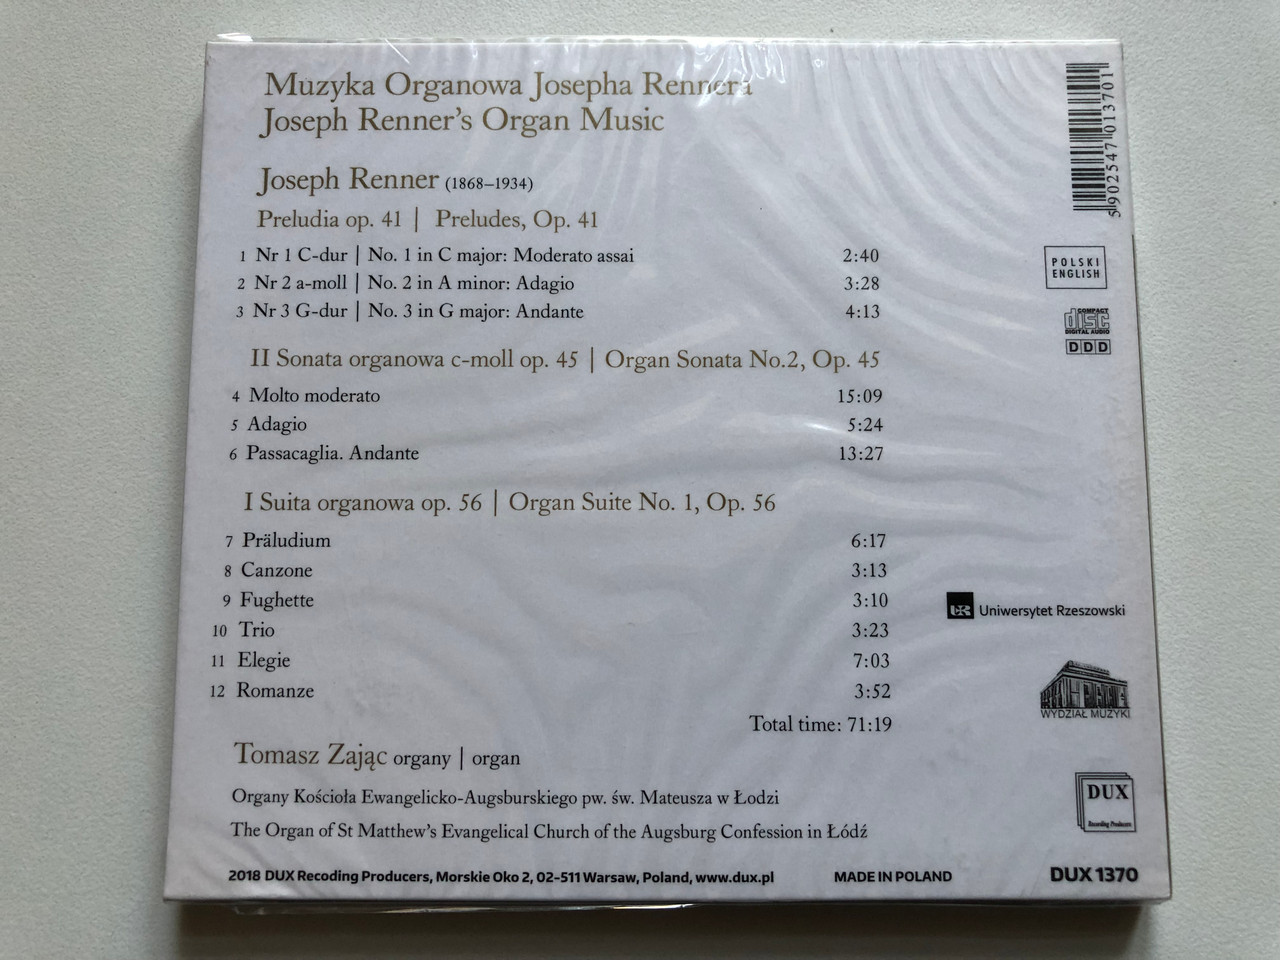 Muzyka Organowa Josepha Rennera
Joseph Renner's Organ Music
Joseph Renner (1868–1934)
Preludia op. 41 | Preludes, Op. 41
1 Nr 1 C-dur | No. 1 in C major: Moderato assai 2:40
2 Nr 2 a-moll | No. 2 in A minor: Adagio 3:28
3 Nr 3 G-dur | No. 3 in G major: Andante 4:13
II Sonata organowa c-moll op. 45 | Organ Sonata No.2, Op. 45
4 Molto moderato 15:09
5 Adagio 5:24
6 Passacaglia. Andante 13:27
I Suita organowa op. 56 | Organ Suite No. 1, Op. 56
7 Präludium 6:17
8 Canzone 3:13
9 Fughette 3:10
10 Trio 3:23
11 Elegie 7:03
12 Romanze 3:52
Total time: 71:19
Tomasz Zając organy | organ
Organy Kościoła Ewangelicko-Augsburskiego pw. św. Mateusza w Łodzi
The Organ of St Matthew's Evangelical Church of the Augsburg Confession in Łódź
2018 DUX Recoding Producers, Morskie Oko 2, 02-511 Warsaw, Poland, www.dux.pl MADE IN POLAND DUX 1370
5 902547 013701
POLSKI
ENGLISH
COMPACT
disc
DIGITAL AUDIO
DDD
UR Uniwersytet Rzeszowski
WYDZIAŁ MUZYKI
DUX
Recording Producers